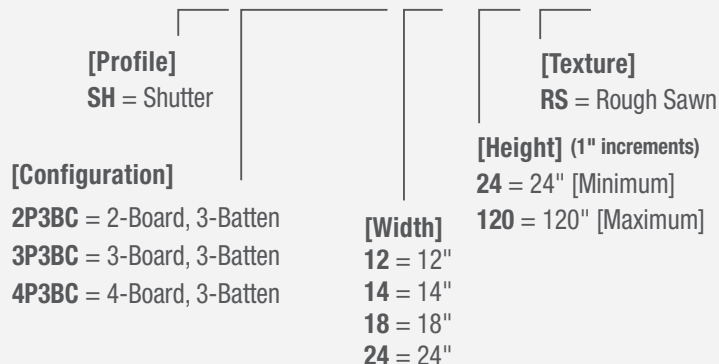 [Profile]
SH = Shutter
[Configuration]
2P3BC = 2-Board, 3-Batten
3P3BC = 3-Board, 3-Batten
4P3BC = 4-Board, 3-Batten
[Width]
12 = 12"
14 = 14"
18 = 18"
24 = 24"
[Height] (1" increments)
24 = 24" [Minimum]
120 = 120" [Maximum]
[Texture]
RS = Rough Sawn